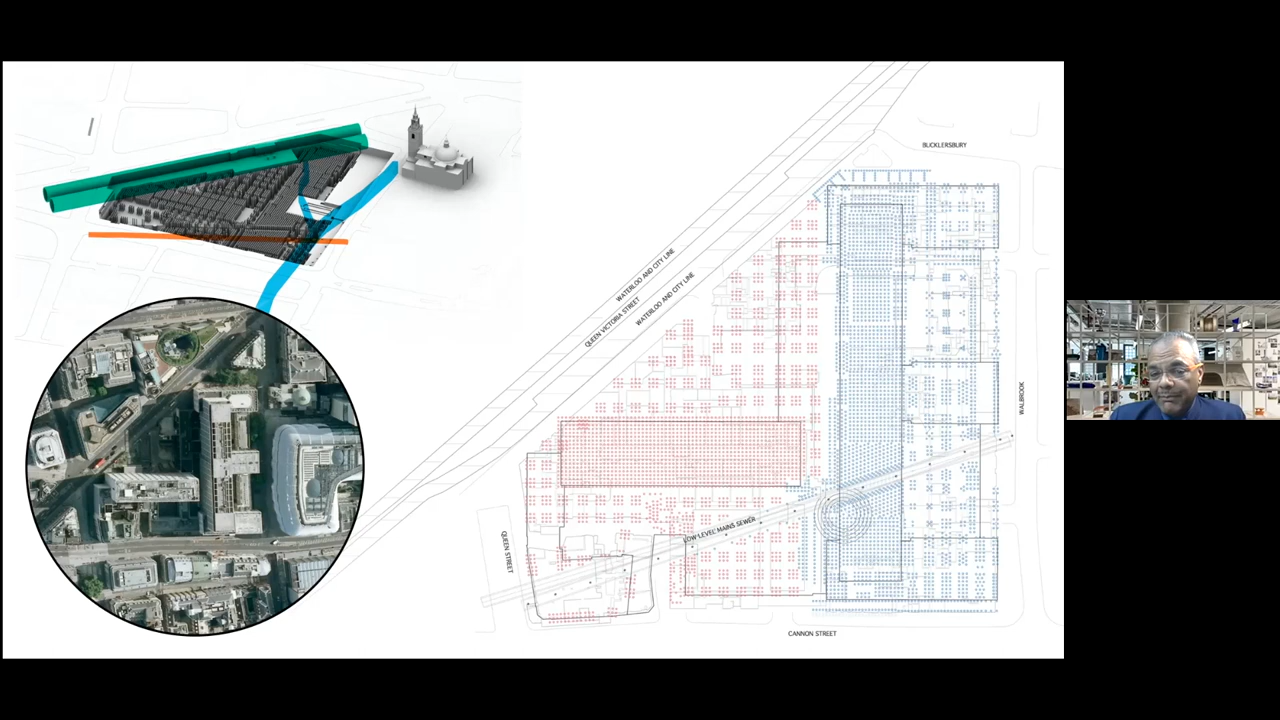 BUCKLERSBURY
WATERLOO AND CITY LINE
QUEEN VICTORIA STREET
WATERLOO AND CITY LINE
WALBROOK
LOW LEVEL MAINS SEWER
QUEEN STREET
CANNON STREET